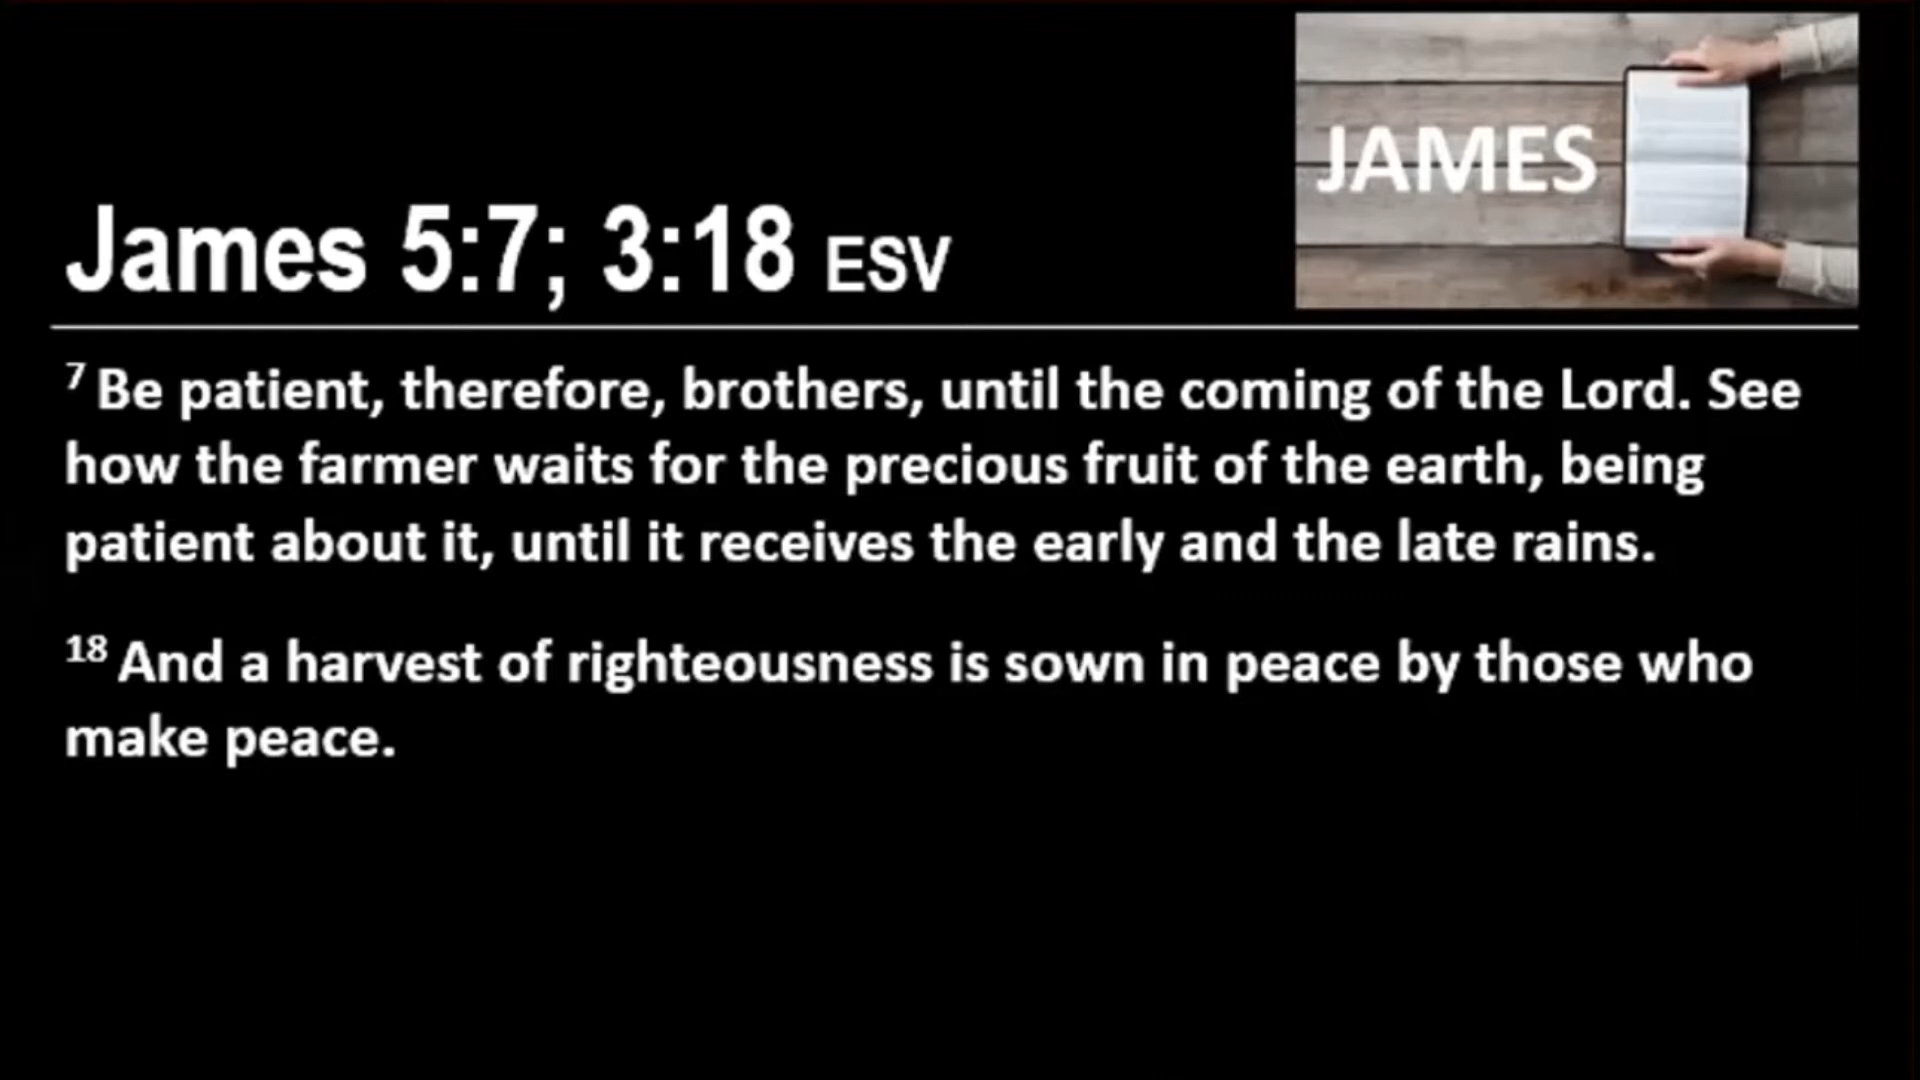 JAMES
James 5:7; 3:18 ESV
7 Be patient, therefore, brothers, until the coming of the Lord. See
how the farmer waits for the precious fruit of the earth, being
patient about it, until it receives the early and the late rains.
18 And a harvest of righteousness is sown in peace by those who
make peace.